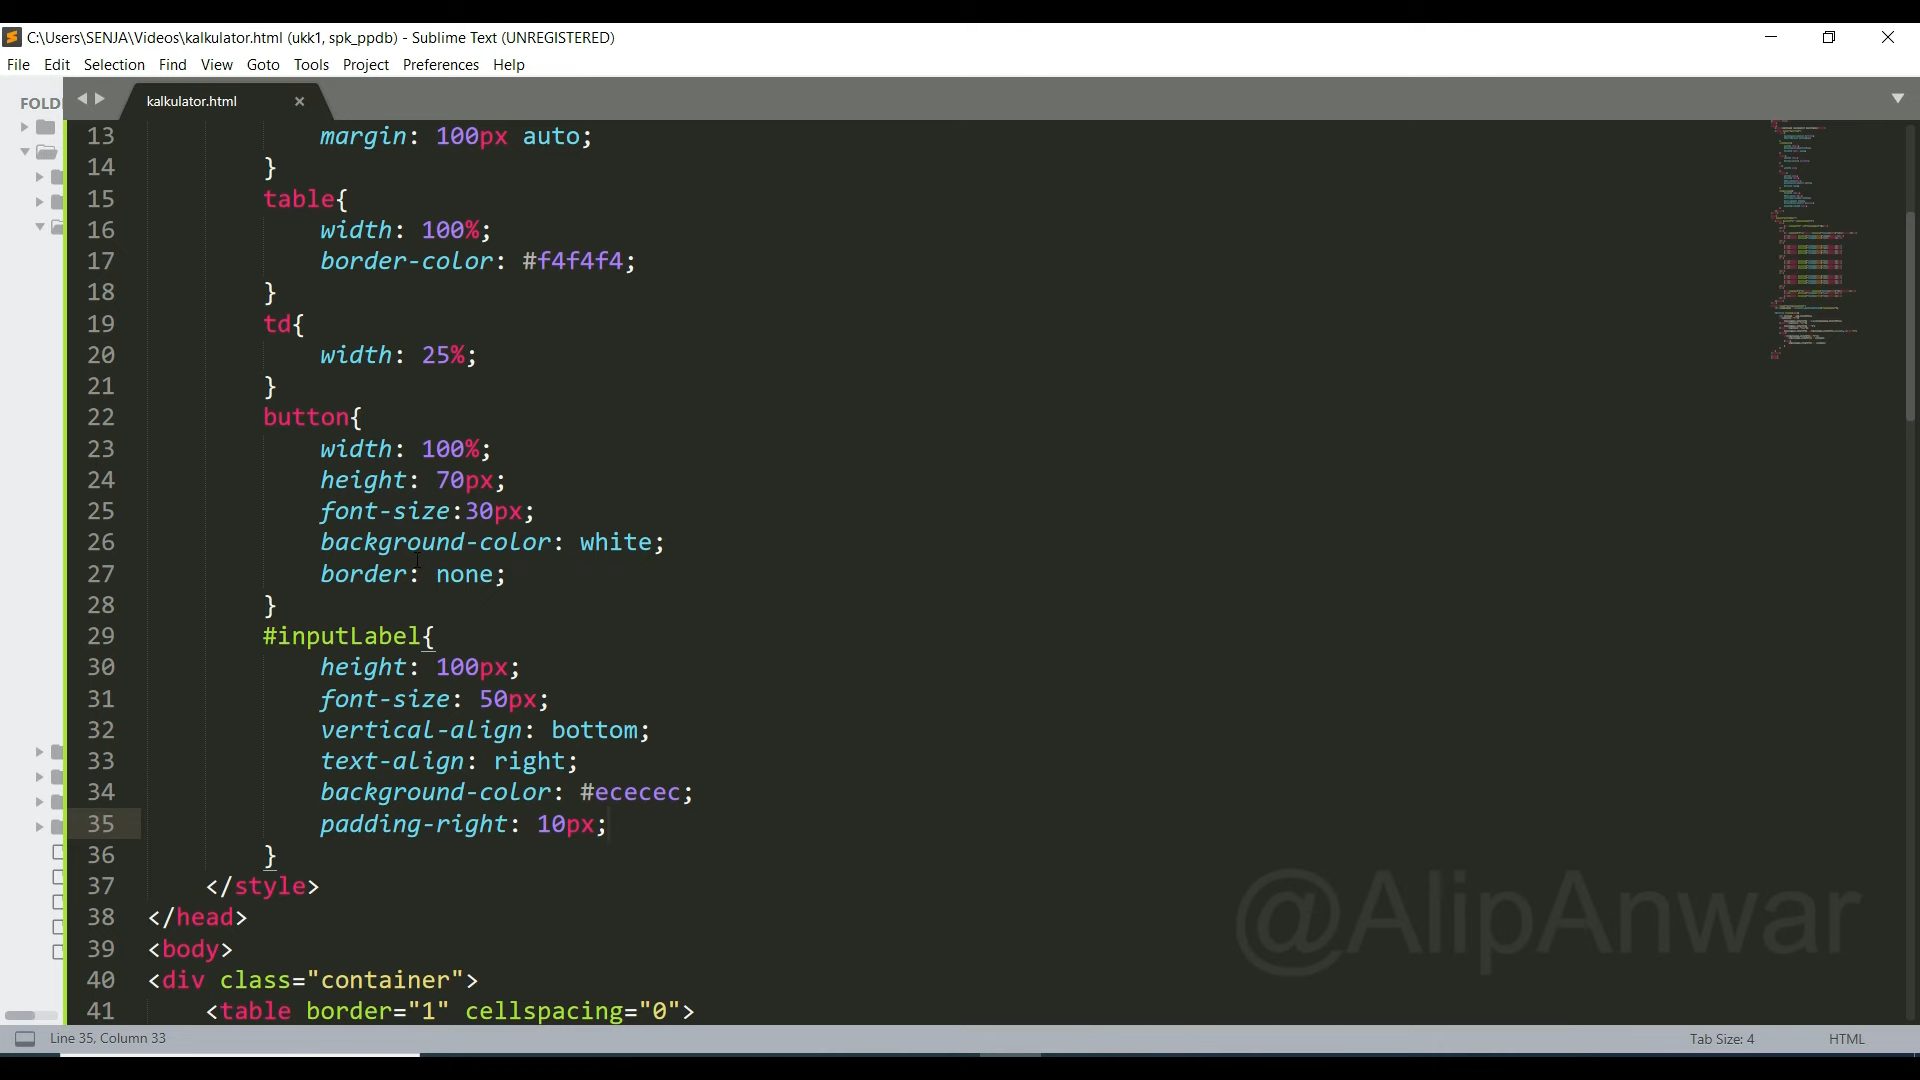 C:\Users\SENJA\Videos\kalkulator.html (ukk1, spk_ppdb) - Sublime Text (UNREGISTERED)
File Edit Selection Find View Goto Tools Project Preferences Help
FOLD
kalkulator.html
13 margin: 100px auto;
14 }
15 table{
16 width: 100%;
17 border-color: #f4f4f4;
18 }
19 td{
20 width: 25%;
21 }
22 button{
23 width: 100%;
24 height: 70px;
25 font-size:30px;
26 background-color: white;
27 border: none;
28 }
29 #inputLabel{
30 height: 100px;
31 font-size: 50px;
32 vertical-align: bottom;
33 text-align: right;
34 background-color: #ececec;
35 padding-right: 10px;
36 }
37 </style>
38 </head>
39 <body>
40 <div class="container">
41 <table border="1" cellspacing="0">
@AlipAnwar
Line 35, Column 33
Tab Size: 4
HTML